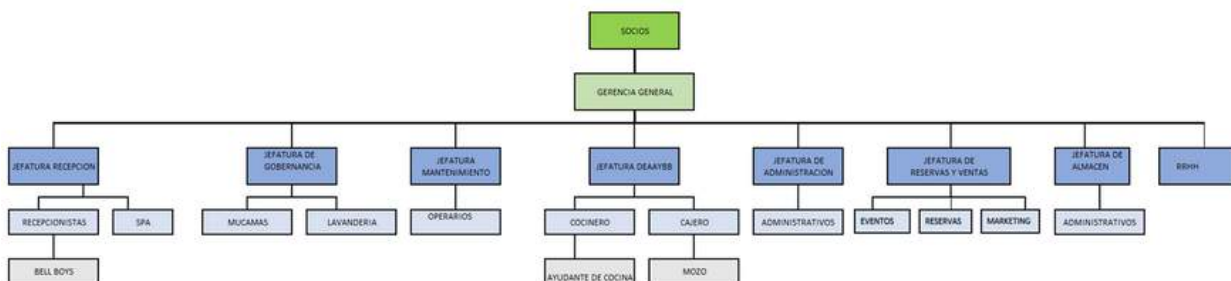 SOCIOS
GERENCIA GENERAL
JEFATURA RECEPCION
JEFATURA DE
GOBERNANCIA
JEFATURA
MANTENIMIENTO
JEFATURA DEAAYBB
JEFATURA DE
ADMINISTRACION
JEFATURA DE
RESERVAS Y VENTAS
JEFATURA DE
ALMACEN
RRHH
RECEPCIONISTAS
SPA
MUCAMAS
LAVANDERIA
OPERARIOS
COCINERO
CAJERO
ADMINISTRATIVOS
EVENTOS
RESERVAS
MARKETING
ADMINISTRATIVOS
BELL BOYS
AYUDANTE DE COCINA
MOZO